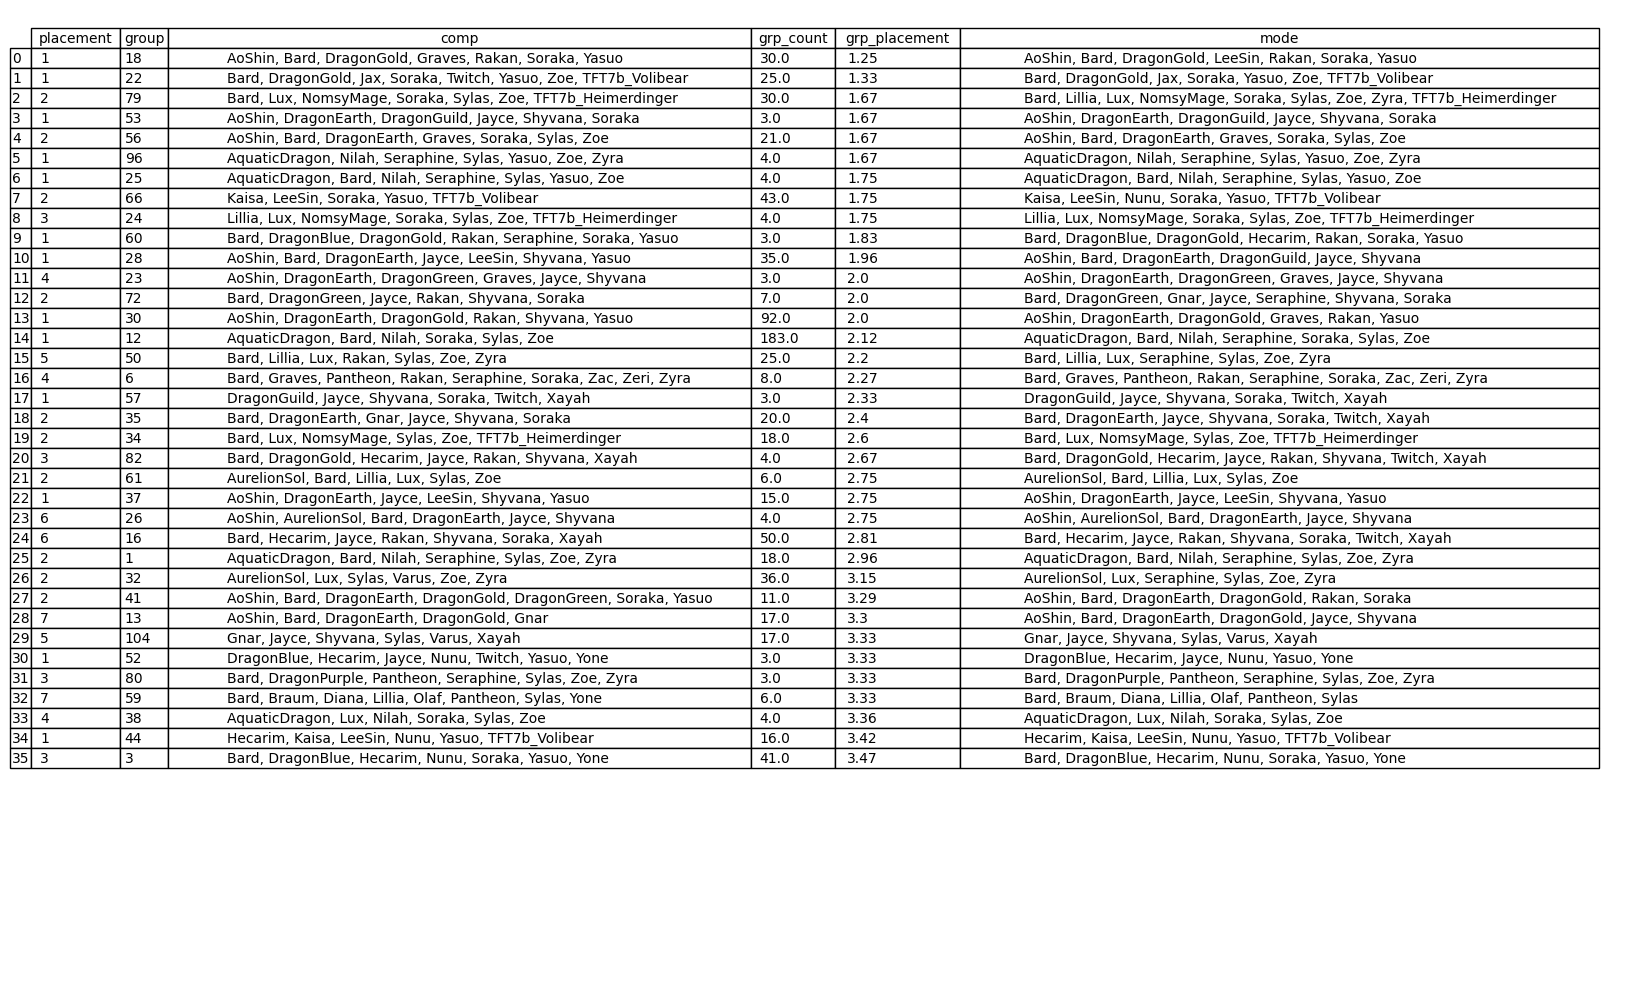 placement group comp grp_count grp_placement mode
0 1 18 AoShin, Bard, DragonGold, Graves, Rakan, Soraka, Yasuo 30.0 1.25 AoShin, Bard, DragonGold, LeeSin, Rakan, Soraka, Yasuo
1 1 22 Bard, DragonGold, Jax, Soraka, Twitch, Yasuo, Zoe, TFT7b_Volibear 25.0 1.33 Bard, DragonGold, Jax, Soraka, Yasuo, Zoe, TFT7b_Volibear
2 2 79 Bard, Lux, NomsyMage, Soraka, Sylas, Zoe, TFT7b_Heimerdinger 30.0 1.67 Bard, Lillia, Lux, NomsyMage, Soraka, Sylas, Zoe, Zyra, TFT7b_Heimerdinger
3 1 53 AoShin, DragonEarth, DragonGuild, Jayce, Shyvana, Soraka 3.0 1.67 AoShin, DragonEarth, DragonGuild, Jayce, Shyvana, Soraka
4 2 56 AoShin, Bard, DragonEarth, Graves, Soraka, Sylas, Zoe 21.0 1.67 AoShin, Bard, DragonEarth, Graves, Soraka, Sylas, Zoe
5 1 96 AquaticDragon, Nilah, Seraphine, Sylas, Yasuo, Zoe, Zyra 4.0 1.67 AquaticDragon, Nilah, Seraphine, Sylas, Yasuo, Zoe, Zyra
6 1 25 AquaticDragon, Bard, Nilah, Seraphine, Sylas, Yasuo, Zoe 4.0 1.75 AquaticDragon, Bard, Nilah, Seraphine, Sylas, Yasuo, Zoe
7 2 66 Kaisa, LeeSin, Soraka, Yasuo, TFT7b_Volibear 43.0 1.75 Kaisa, LeeSin, Nunu, Soraka, Yasuo, TFT7b_Volibear
8 3 24 Lillia, Lux, NomsyMage, Soraka, Sylas, Zoe, TFT7b_Heimerdinger 4.0 1.75 Lillia, Lux, NomsyMage, Soraka, Sylas, Zoe, TFT7b_Heimerdinger
9 1 60 Bard, DragonBlue, DragonGold, Rakan, Seraphine, Soraka, Yasuo 3.0 1.83 Bard, DragonBlue, DragonGold, Hecarim, Rakan, Soraka, Yasuo
10 1 28 AoShin, Bard, DragonEarth, Jayce, LeeSin, Shyvana, Yasuo 35.0 1.96 AoShin, Bard, DragonEarth, DragonGuild, Jayce, Shyvana
11 4 23 AoShin, DragonEarth, DragonGreen, Graves, Jayce, Shyvana 3.0 2.0 AoShin, DragonEarth, DragonGreen, Graves, Jayce, Shyvana
12 2 72 Bard, DragonGreen, Jayce, Rakan, Shyvana, Soraka 7.0 2.0 Bard, DragonGreen, Gnar, Jayce, Seraphine, Shyvana, Soraka
13 1 30 AoShin, DragonEarth, DragonGold, Rakan, Shyvana, Yasuo 92.0 2.0 AoShin, DragonEarth, DragonGold, Graves, Rakan, Yasuo
14 1 12 AquaticDragon, Bard, Nilah, Soraka, Sylas, Zoe 183.0 2.12 AquaticDragon, Bard, Nilah, Seraphine, Soraka, Sylas, Zoe
15 5 50 Bard, Lillia, Lux, Rakan, Sylas, Zoe, Zyra 25.0 2.2 Bard, Lillia, Lux, Seraphine, Sylas, Zoe, Zyra
16 4 6 Bard, Graves, Pantheon, Rakan, Seraphine, Soraka, Zac, Zeri, Zyra 8.0 2.27 Bard, Graves, Pantheon, Rakan, Seraphine, Soraka, Zac, Zeri, Zyra
17 1 57 DragonGuild, Jayce, Shyvana, Soraka, Twitch, Xayah 3.0 2.33 DragonGuild, Jayce, Shyvana, Soraka, Twitch, Xayah
18 2 35 Bard, DragonEarth, Gnar, Jayce, Shyvana, Soraka 20.0 2.4 Bard, DragonEarth, Jayce, Shyvana, Soraka, Twitch, Xayah
19 2 34 Bard, Lux, NomsyMage, Sylas, Zoe, TFT7b_Heimerdinger 18.0 2.6 Bard, Lux, NomsyMage, Sylas, Zoe, TFT7b_Heimerdinger
20 3 82 Bard, DragonGold, Hecarim, Jayce, Rakan, Shyvana, Xayah 4.0 2.67 Bard, DragonGold, Hecarim, Jayce, Rakan, Shyvana, Twitch, Xayah
21 2 61 AurelionSol, Bard, Lillia, Lux, Sylas, Zoe 6.0 2.75 AurelionSol, Bard, Lillia, Lux, Sylas, Zoe
22 1 37 AoShin, DragonEarth, Jayce, LeeSin, Shyvana, Yasuo 15.0 2.75 AoShin, DragonEarth, Jayce, LeeSin, Shyvana, Yasuo
23 6 26 AoShin, AurelionSol, Bard, DragonEarth, Jayce, Shyvana 4.0 2.75 AoShin, AurelionSol, Bard, DragonEarth, Jayce, Shyvana
24 6 16 Bard, Hecarim, Jayce, Rakan, Shyvana, Soraka, Xayah 50.0 2.81 Bard, Hecarim, Jayce, Rakan, Shyvana, Soraka, Twitch, Xayah
25 2 1 AquaticDragon, Bard, Nilah, Seraphine, Sylas, Zoe, Zyra 18.0 2.96 AquaticDragon, Bard, Nilah, Seraphine, Sylas, Zoe, Zyra
26 2 32 AurelionSol, Lux, Sylas, Varus, Zoe, Zyra 36.0 3.15 AurelionSol, Lux, Seraphine, Sylas, Zoe, Zyra
27 2 41 AoShin, Bard, DragonEarth, DragonGold, DragonGreen, Soraka, Yasuo 11.0 3.29 AoShin, Bard, DragonEarth, DragonGold, Rakan, Soraka
28 7 13 AoShin, Bard, DragonEarth, DragonGold, Gnar 17.0 3.3 AoShin, Bard, DragonEarth, DragonGold, Jayce, Shyvana
29 5 104 Gnar, Jayce, Shyvana, Sylas, Varus, Xayah 17.0 3.33 Gnar, Jayce, Shyvana, Sylas, Varus, Xayah
30 1 52 DragonBlue, Hecarim, Jayce, Nunu, Twitch, Yasuo, Yone 3.0 3.33 DragonBlue, Hecarim, Jayce, Nunu, Yasuo, Yone
31 3 80 Bard, DragonPurple, Pantheon, Seraphine, Sylas, Zoe, Zyra 3.0 3.33 Bard, DragonPurple, Pantheon, Seraphine, Sylas, Zoe, Zyra
32 7 59 Bard, Braum, Diana, Lillia, Olaf, Pantheon, Sylas, Yone 6.0 3.33 Bard, Braum, Diana, Lillia, Olaf, Pantheon, Sylas
33 4 38 AquaticDragon, Lux, Nilah, Soraka, Sylas, Zoe 4.0 3.36 AquaticDragon, Lux, Nilah, Soraka, Sylas, Zoe
34 1 44 Hecarim, Kaisa, LeeSin, Nunu, Yasuo, TFT7b_Volibear 16.0 3.42 Hecarim, Kaisa, LeeSin, Nunu, Yasuo, TFT7b_Volibear
35 3 3 Bard, DragonBlue, Hecarim, Nunu, Soraka, Yasuo, Yone 41.0 3.47 Bard, DragonBlue, Hecarim, Nunu, Soraka, Yasuo, Yone